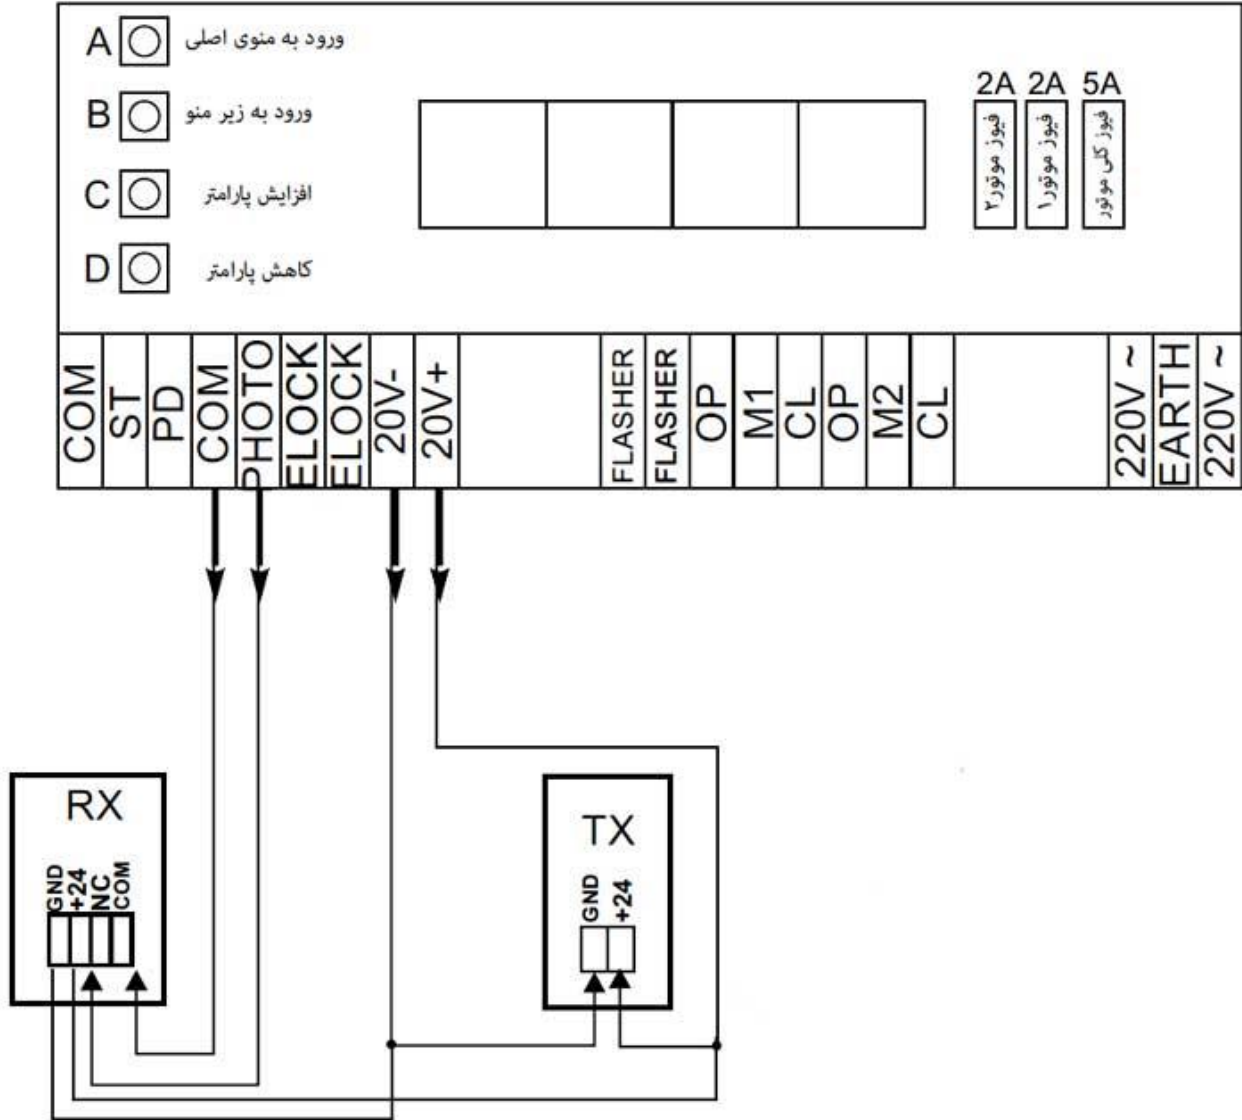 A ورود به منوی اصلی
B ورود به زیر منو
C افزایش پارامتر
D کاهش پارامتر
2A 2A 5A
فیوز موتور۲
فیوز موتور۱
فیوز کلی موتور
COM
ST
PD
COM
PHOTO
ELOCK
ELOCK
20V-
20V+
FLASHER
FLASHER
OP
M1
CL
OP
M2
CL
220V ~
EARTH
220V ~
RX
GND
+24
NC
COM
TX
GND
+24